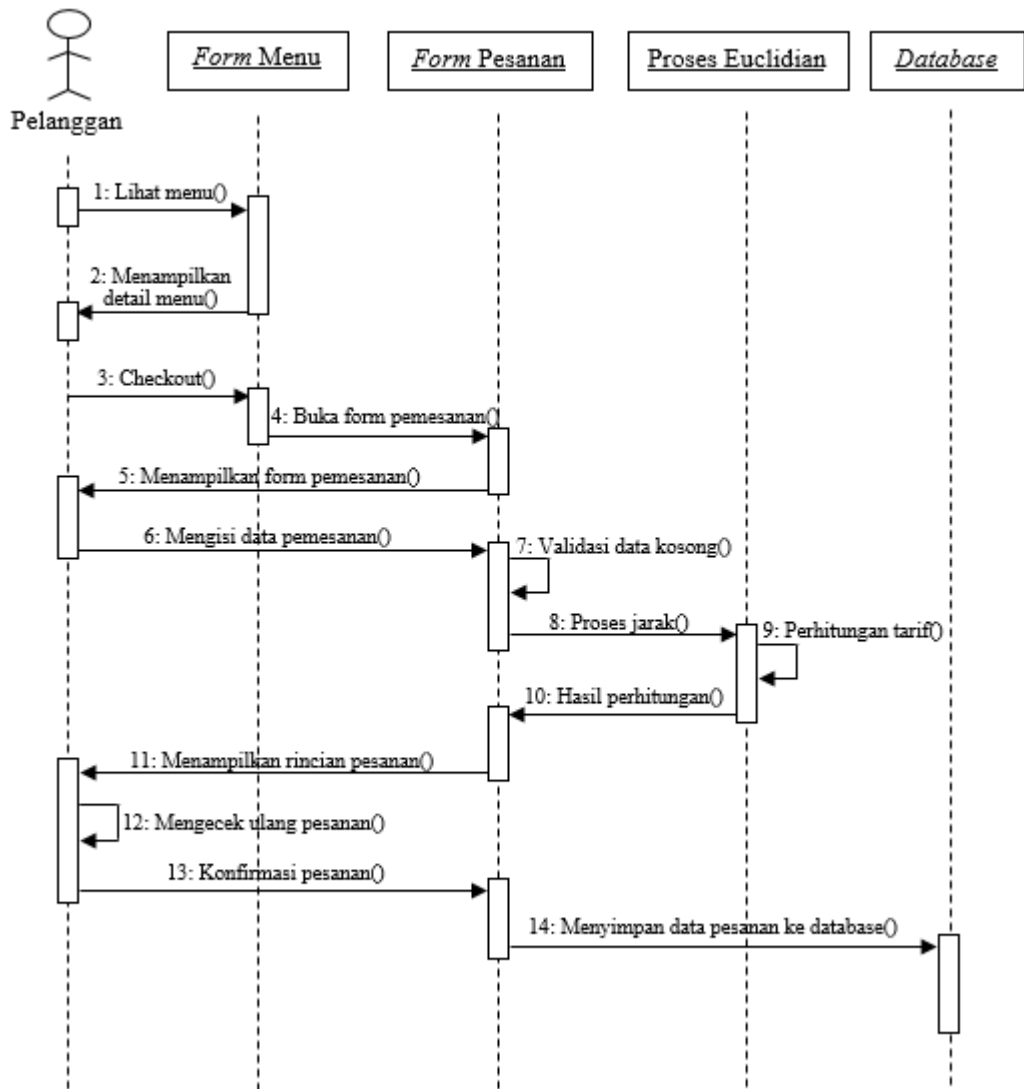 Form Menu
Form Pesanan
Proses Euclidian
Database
Pelanggan
1: Lihat menu()
2: Menampilkan
detail menu()
3: Checkout()
4: Buka form pemesanan()
5: Menampilkan form pemesanan()
6: Mengisi data pemesanan()
7: Validasi data kosong()
8: Proses jarak()
9: Perhitungan tarif()
10: Hasil perhitungan()
11: Menampilkan rincian pesanan()
12: Mengecek ulang pesanan()
13: Konfirmasi pesanan()
14: Menyimpan data pesanan ke database()